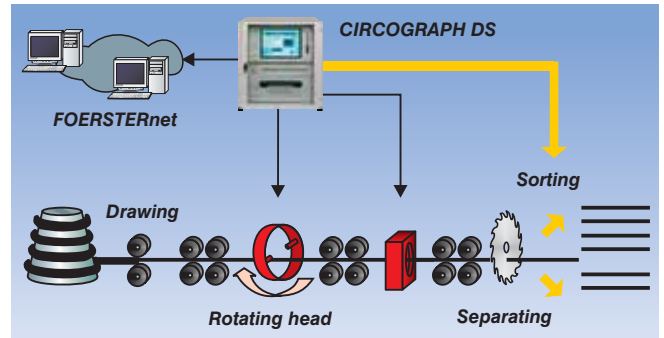 CIRCOGRAPH DS
FOERSTERnet
Sorting
Drawing
Rotating head
Separating